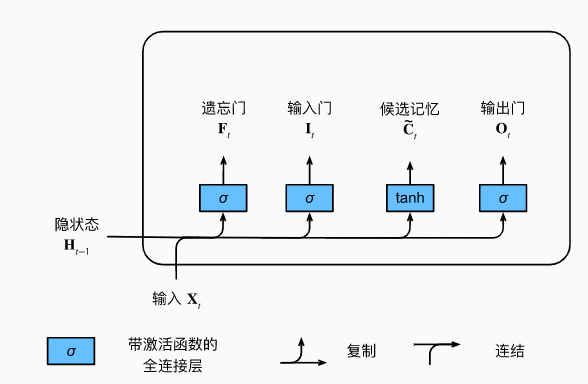 遗忘门 输入门 候选记忆 输出门
F_t I_t C̃_t O_t
σ σ tanh σ
隐状态
H_{t−1}
输入 X_t
σ 带激活函数的 复制 连结
全连接层